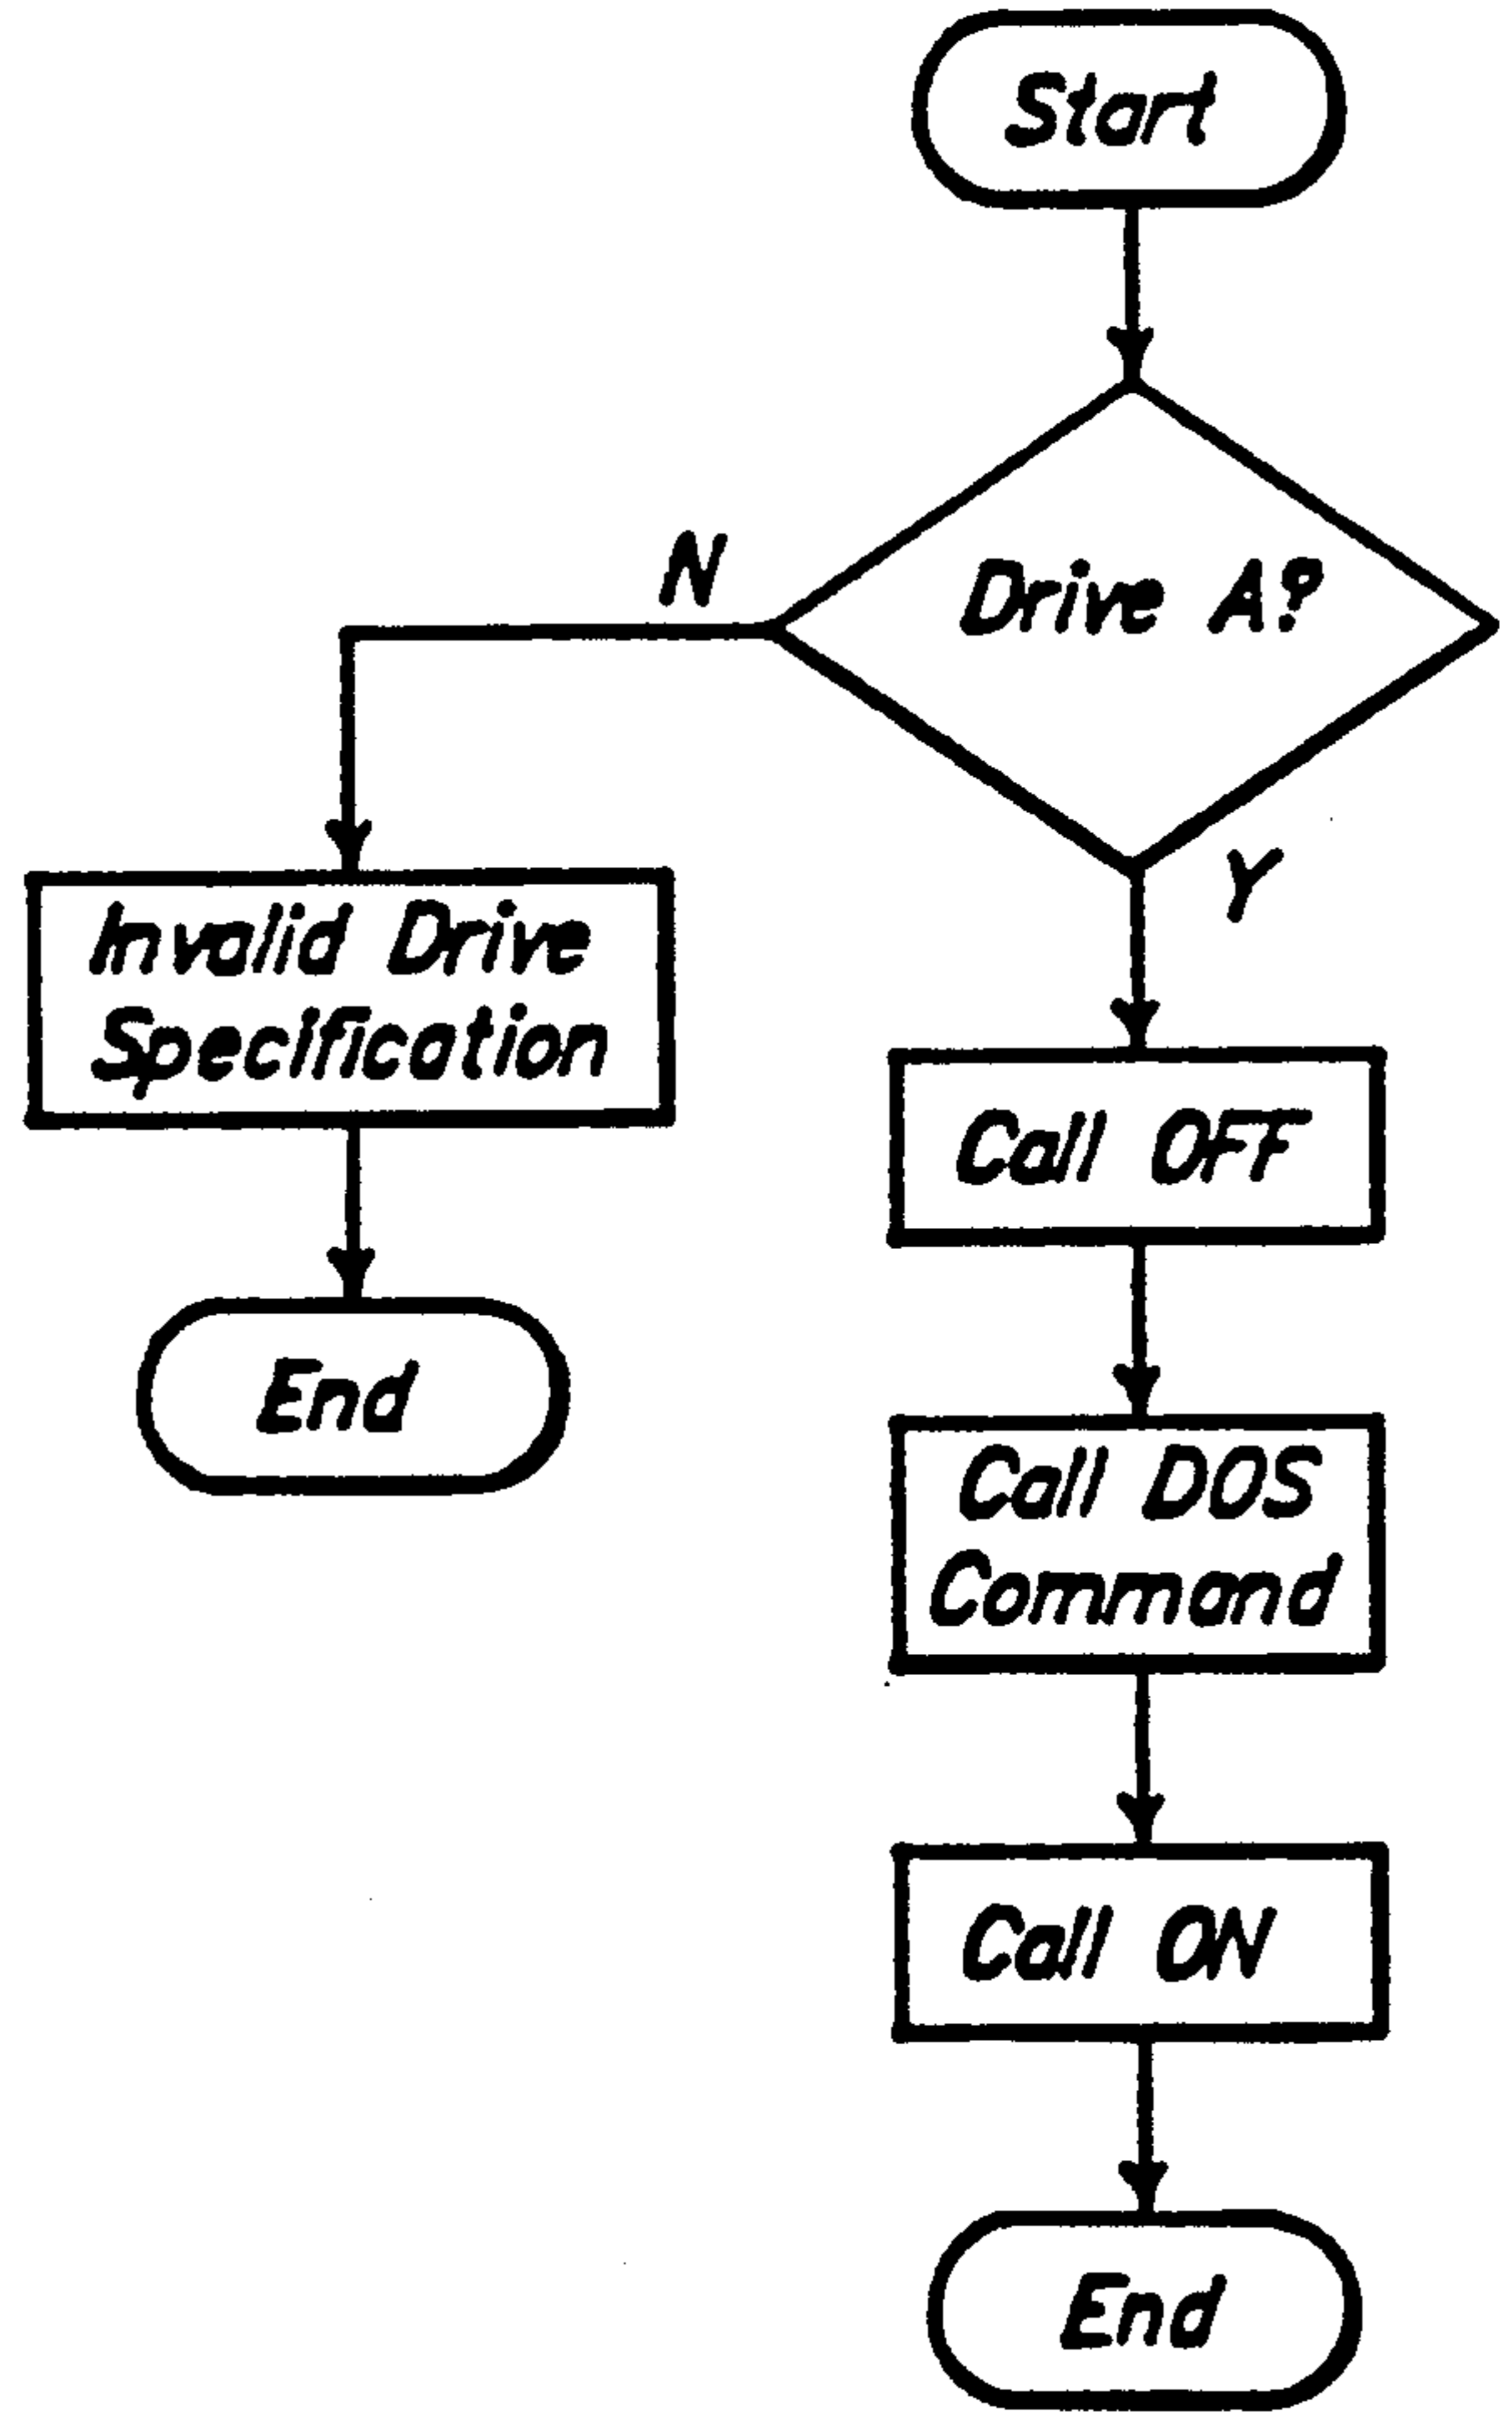 Start
Drive A?
N
Y
Invalid Drive
Specification
End
Call OFF
Call DOS
Command
Call ON
End